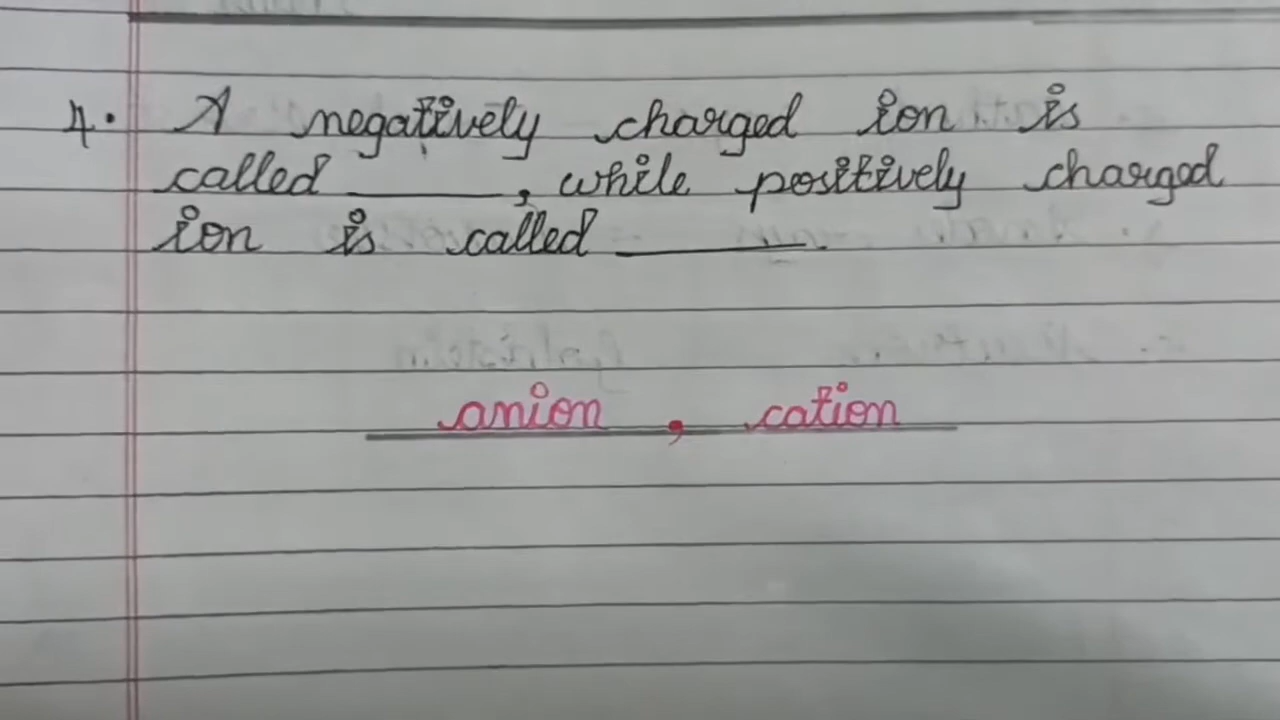 4. A negatively charged ion is
called ______, while positively charged
ion is called ______.
anion , cation